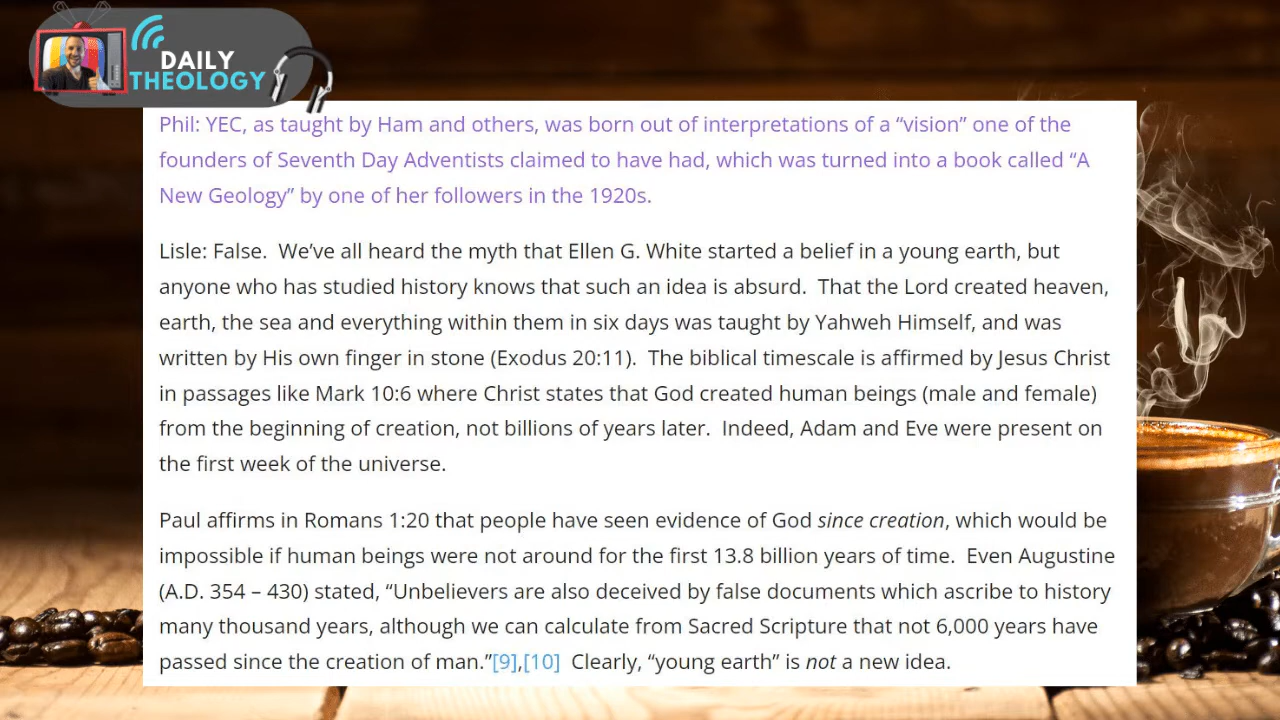 DAILY
THEOLOGY
Phil: YEC, as taught by Ham and others, was born out of interpretations of a “vision” one of the
founders of Seventh Day Adventists claimed to have had, which was turned into a book called “A
New Geology” by one of her followers in the 1920s.
Lisle: False.  We’ve all heard the myth that Ellen G. White started a belief in a young earth, but
anyone who has studied history knows that such an idea is absurd.  That the Lord created heaven,
earth, the sea and everything within them in six days was taught by Yahweh Himself, and was
written by His own finger in stone (Exodus 20:11).  The biblical timescale is affirmed by Jesus Christ
in passages like Mark 10:6 where Christ states that God created human beings (male and female)
from the beginning of creation, not billions of years later.  Indeed, Adam and Eve were present on
the first week of the universe.
Paul affirms in Romans 1:20 that people have seen evidence of God since creation, which would be
impossible if human beings were not around for the first 13.8 billion years of time.  Even Augustine
(A.D. 354 – 430) stated, “Unbelievers are also deceived by false documents which ascribe to history
many thousand years, although we can calculate from Sacred Scripture that not 6,000 years have
passed since the creation of man.”[9],[10]  Clearly, “young earth” is not a new idea.